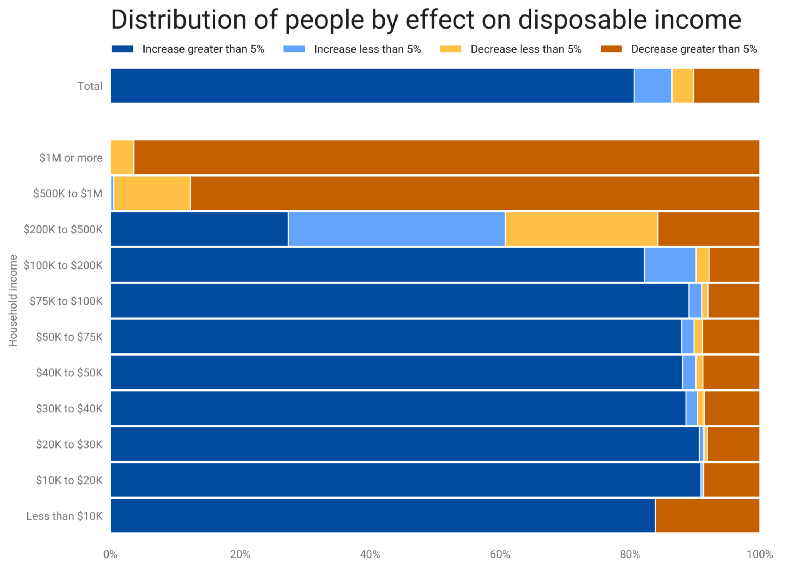 Distribution of people by effect on disposable income
Increase greater than 5% Increase less than 5% Decrease less than 5% Decrease greater than 5%
Total
Household income
$1M or more
$500K to $1M
$200K to $500K
$100K to $200K
$75K to $100K
$50K to $75K
$40K to $50K
$30K to $40K
$20K to $30K
$10K to $20K
Less than $10K
0% 20% 40% 60% 80% 100%